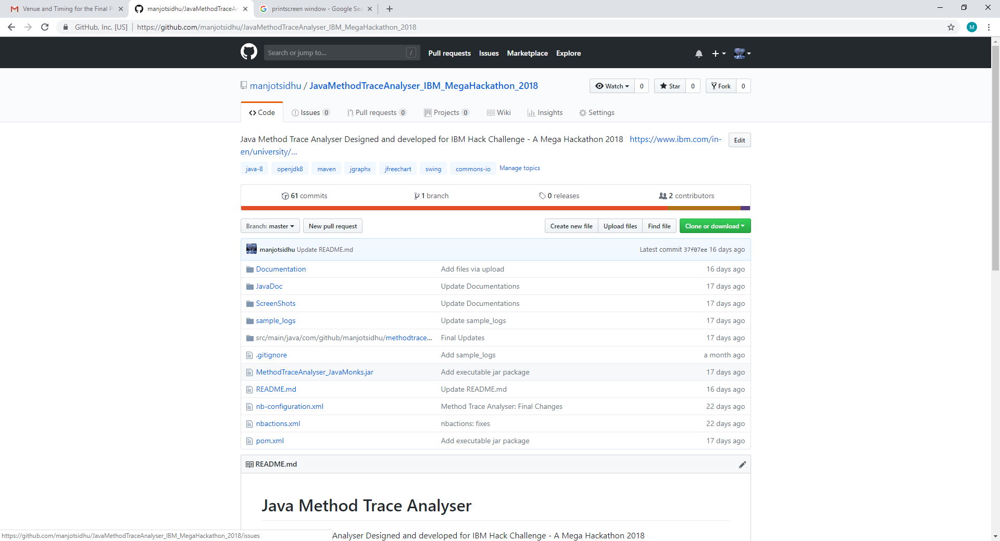 Venue and Timing for the Final P
manjotsidhu/JavaMethodTraceAn
printscreen window - Google Sea
GitHub, Inc. [US] https://github.com/manjotsidhu/JavaMethodTraceAnalyser_IBM_MegaHackathon_2018
M
Search or jump to... /
Pull requests Issues Marketplace Explore
manjotsidhu / JavaMethodTraceAnalyser_IBM_MegaHackathon_2018
Watch 0 Star 0 Fork 0
Code Issues 0 Pull requests 0 Projects 0 Wiki Insights Settings
Java Method Trace Analyser Designed and developed for IBM Hack Challenge - A Mega Hackathon 2018 https://www.ibm.com/in-
en/university/...
Edit
java-8 openjdk8 maven jgraphx jfreechart swing commons-io Manage topics
61 commits 1 branch 0 releases 2 contributors
Branch: master New pull request Create new file Upload files Find file Clone or download
manjotsidhu Update README.md Latest commit 37f07ee 16 days ago
Documentation Add files via upload 16 days ago
JavaDoc Update Documentations 17 days ago
ScreenShots Update Documentations 17 days ago
sample_logs Update sample_logs 17 days ago
src/main/java/com/github/manjotsidhu/methodtrace... Final Updates 17 days ago
.gitignore Add sample_logs a month ago
MethodTraceAnalyser_JavaMonks.jar Add executable jar package 17 days ago
README.md Update README.md 16 days ago
nb-configuration.xml Method Trace Analyser: Final Changes 22 days ago
nbactions.xml nbactions: fixes 22 days ago
pom.xml Add executable jar package 17 days ago
README.md
Java Method Trace Analyser
Analyser Designed and developed for IBM Hack Challenge - A Mega Hackathon 2018
https://github.com/manjotsidhu/JavaMethodTraceAnalyser_IBM_MegaHackathon_2018/issues